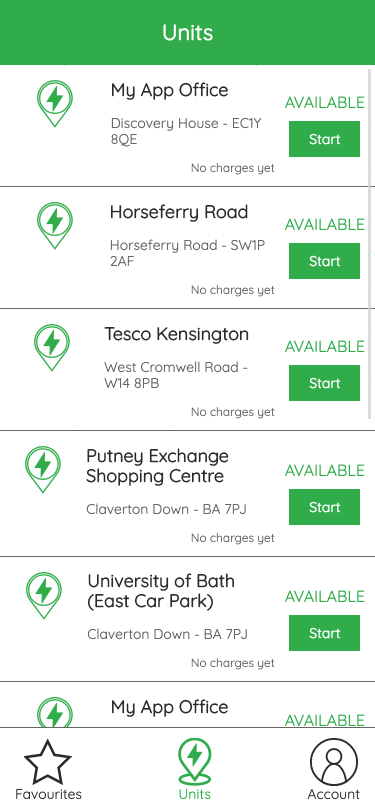 Units
My App Office
AVAILABLE
Discovery House - EC1Y
8QE
Start
No charges yet
Horseferry Road
AVAILABLE
Horseferry Road - SW1P
2AF
Start
No charges yet
Tesco Kensington
AVAILABLE
West Cromwell Road -
W14 8PB
Start
No charges yet
Putney Exchange
Shopping Centre
AVAILABLE
Claverton Down - BA 7PJ
Start
No charges yet
University of Bath
(East Car Park)
AVAILABLE
Claverton Down - BA 7PJ
Start
No charges yet
My App Office
AVAILABLE
Favourites
Units
Account